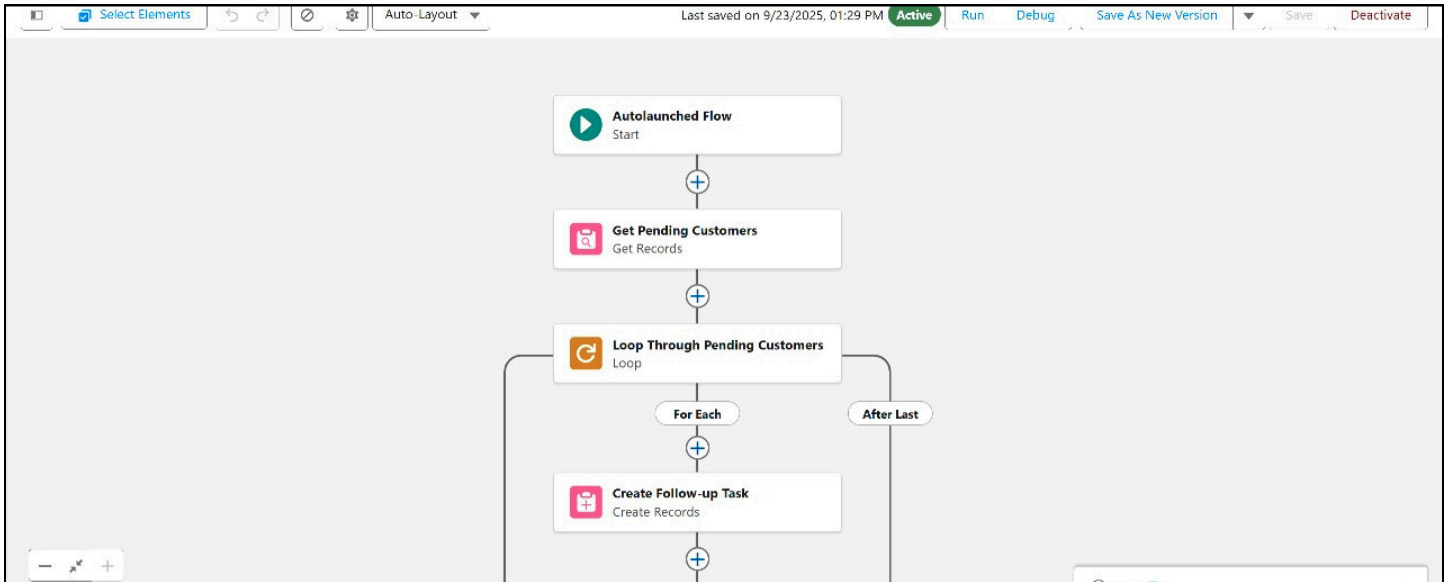 Select Elements
Auto-Layout
Last saved on 9/23/2025, 01:29 PM
Active
Run
Debug
Save As New Version
Save
Deactivate
Autolaunched Flow
Start
Get Pending Customers
Get Records
Loop Through Pending Customers
Loop
For Each
After Last
Create Follow-up Task
Create Records